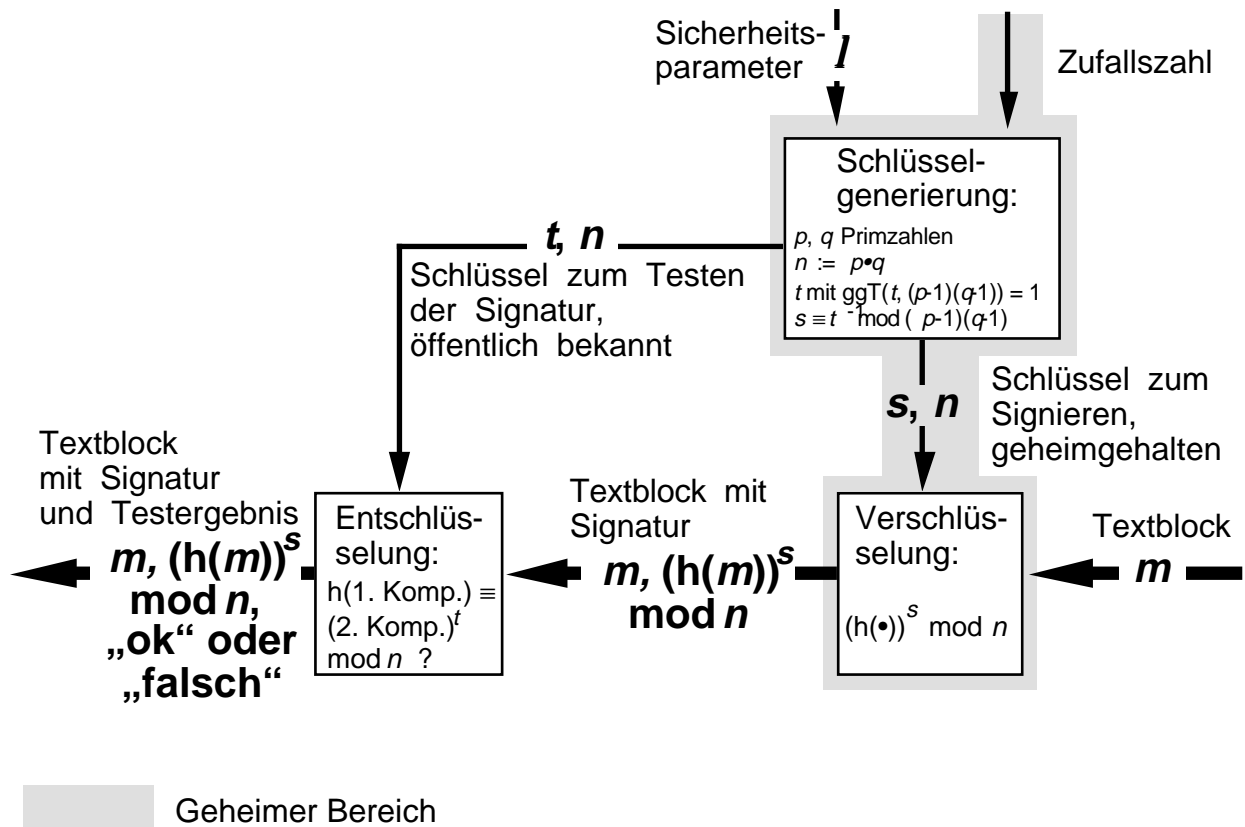 Sicherheits-
parameter
l
Zufallszahl
Schlüssel-
generierung:
p, q Primzahlen
n := p•q
t mit ggT(t, (p-1)(q-1)) = 1
s ≡ t⁻¹ mod ( p-1)(q-1)
t, n
Schlüssel zum Testen
der Signatur,
öffentlich bekannt
s, n
Schlüssel zum
Signieren,
geheimgehalten
Textblock
mit Signatur
und Testergebnis
m, (h(m))ˢ
mod n,
„ok“ oder
„falsch“
Entschlüs-
selung:
h(1. Komp.) ≡
(2. Komp.)ᵗ
mod n ?
Textblock mit
Signatur
m, (h(m))ˢ
mod n
Verschlüs-
selung:
(h(•))ˢ mod n
Textblock
m
Geheimer Bereich